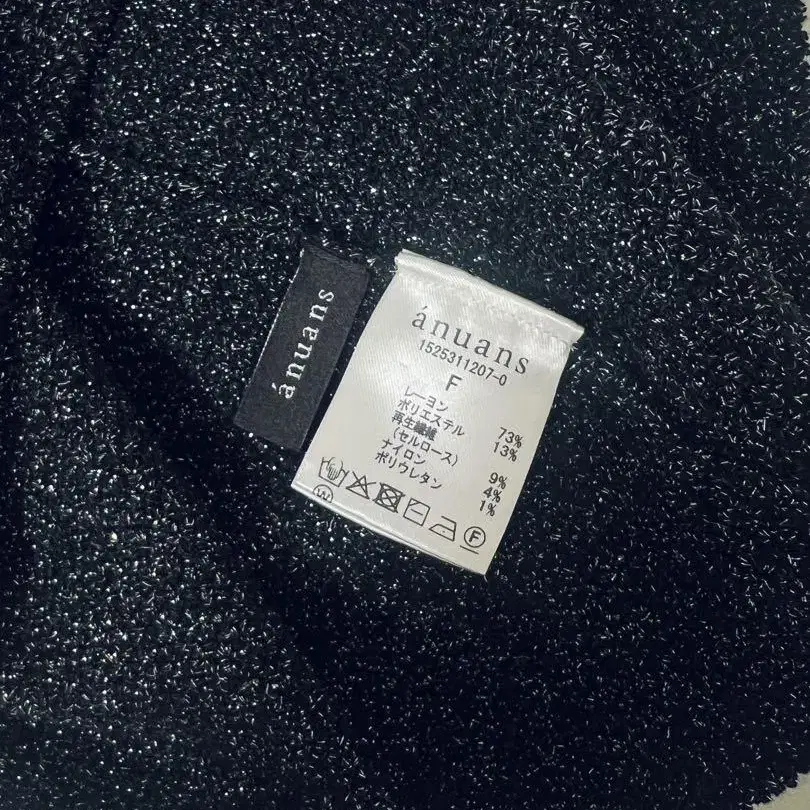 ánuans
ánuans
1525311207-0
F
レーヨン 73%
ポリエステル 13%
再生繊維
(セルロース) 9%
ナイロン 4%
ポリウレタン 1%
W
F